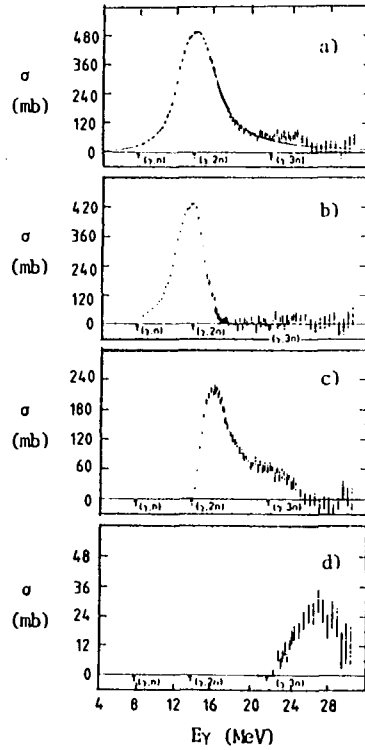 a)
σ
(mb)
480
360
240
120
0
(γ,n)
(γ,2n)
(γ,3n)
b)
σ
(mb)
420
360
240
120
0
(γ,n)
(γ,2n)
(γ,3n)
c)
σ
(mb)
240
180
120
60
0
(γ,n)
(γ,2n)
(γ,3n)
d)
σ
(mb)
48
36
24
12
0
(γ,n)
(γ,2n)
(γ,3n)
4 8 12 16 20 24 28
Eγ (MeV)